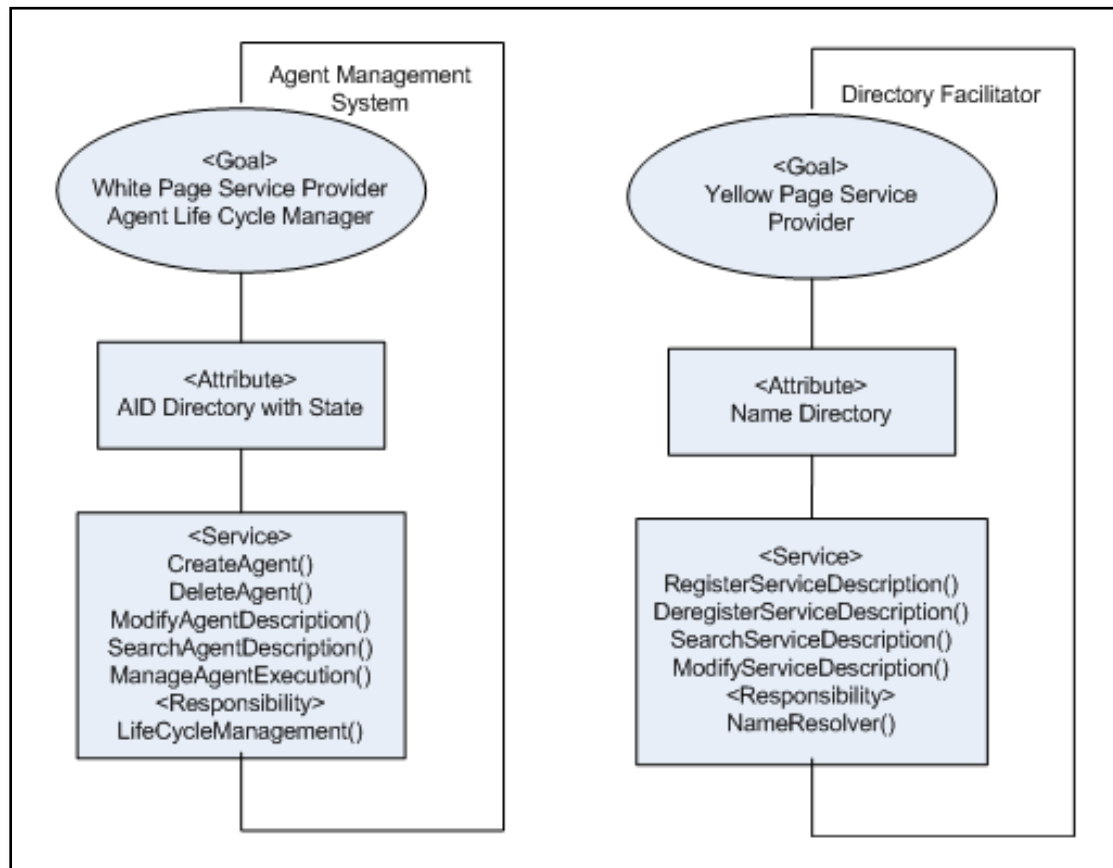 Agent Management
System
<Goal>
White Page Service Provider
Agent Life Cycle Manager
<Attribute>
AID Directory with State
<Service>
CreateAgent()
DeleteAgent()
ModifyAgentDescription()
SearchAgentDescription()
ManageAgentExecution()
<Responsibility>
LifeCycleManagement()
Directory Facilitator
<Goal>
Yellow Page Service
Provider
<Attribute>
Name Directory
<Service>
RegisterServiceDescription()
DeregisterServiceDescription()
SearchServiceDescription()
ModifyServiceDescription()
<Responsibility>
NameResolver()